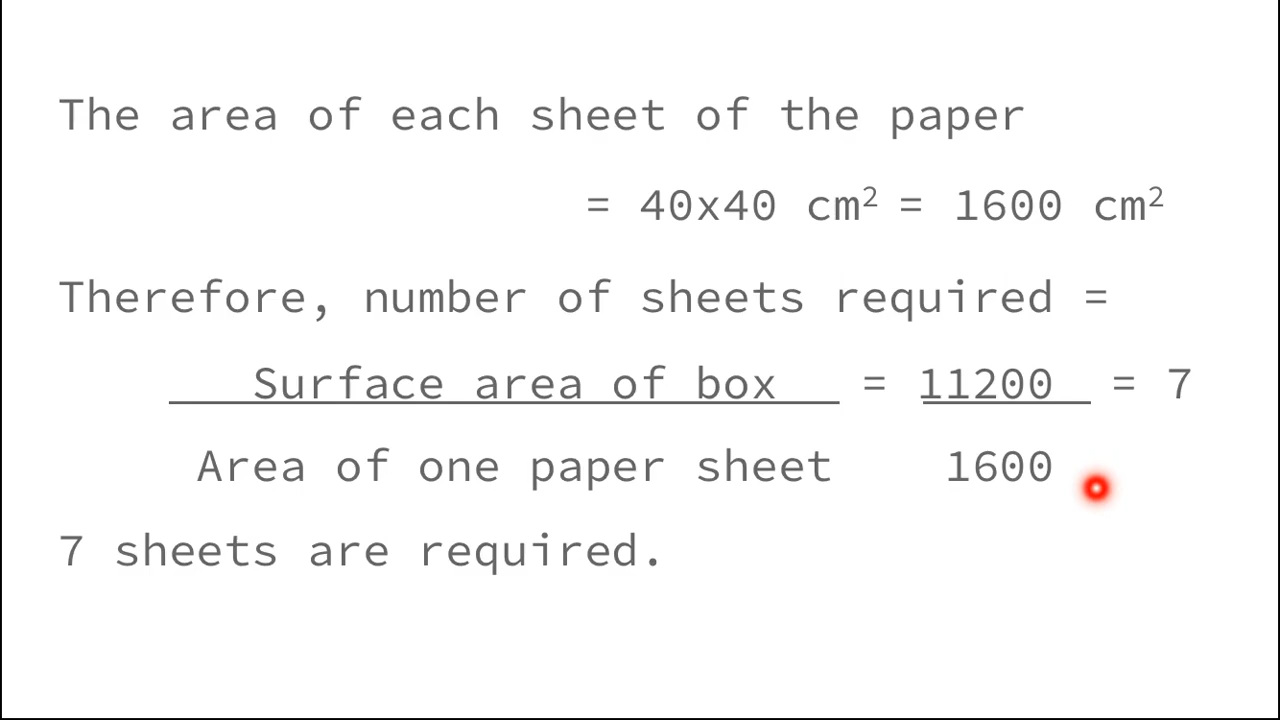 The area of each sheet of the paper
= 40x40 cm² = 1600 cm²
Therefore, number of sheets required =
Surface area of box = 11200 = 7
Area of one paper sheet 1600
7 sheets are required.